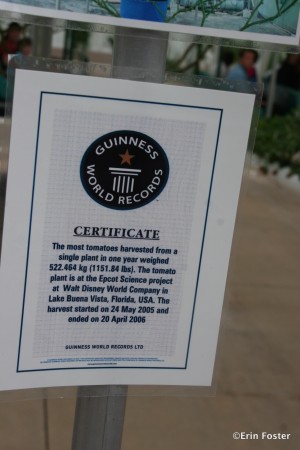 GUINNESS
WORLD RECORDS
CERTIFICATE
The most tomatoes harvested from a
single plant in one year weighed
522.464 kg (1151.84 lbs). The tomato
plant is at the Epcot Science project
at Walt Disney World Company in
Lake Buena Vista, Florida, USA. The
harvest started on 24 May 2005 and
ended on 20 April 2006
GUINNESS WORLD RECORDS LTD
©Erin Foster